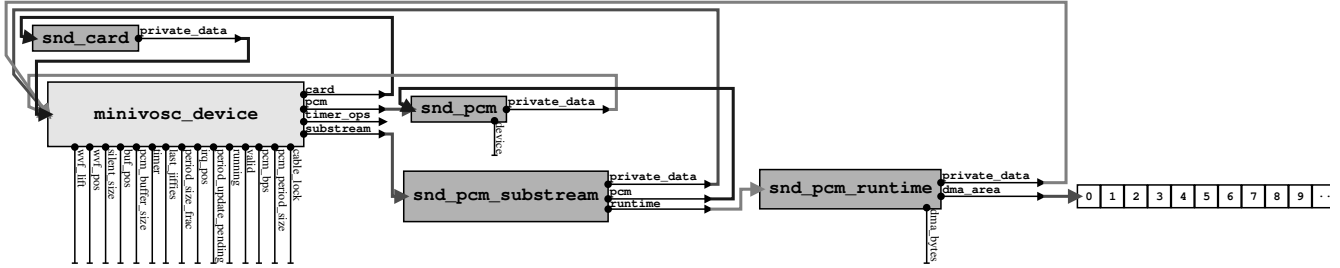 snd_card
private_data
minivosc_device
card
pcm
timer_ops
substream
wvf_lift
wvf_pos
silent_size
buf_pos
pcm_buffer_size
timer
last_jiffies
period_size_frac
irq_pos
period_update_pending
running
valid
pcm_bps
pcm_period_size
cable_lock
snd_pcm
private_data
device
snd_pcm_substream
private_data
pcm
runtime
snd_pcm_runtime
private_data
dma_area
dma_bytes
0 1 2 3 4 5 6 7 8 9 ..